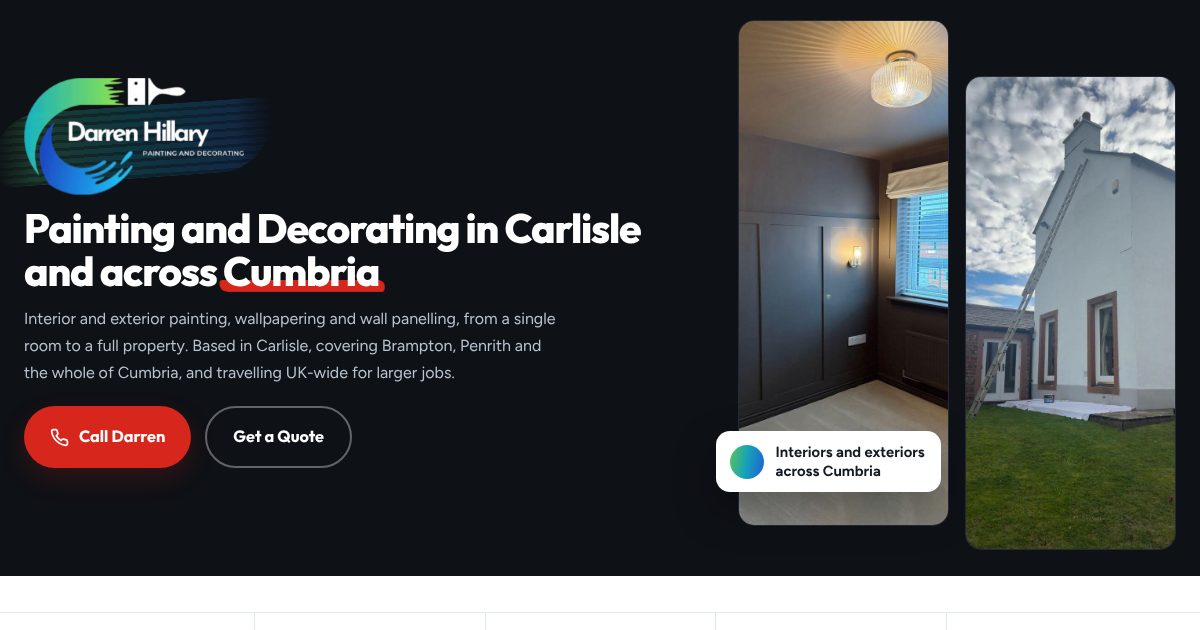 Darren Hillary
PAINTING AND DECORATING
Painting and Decorating in Carlisle
and across Cumbria
Interior and exterior painting, wallpapering and wall panelling, from a single
room to a full property. Based in Carlisle, covering Brampton, Penrith and
the whole of Cumbria, and travelling UK-wide for larger jobs.
Call Darren
Get a Quote
Interiors and exteriors
across Cumbria